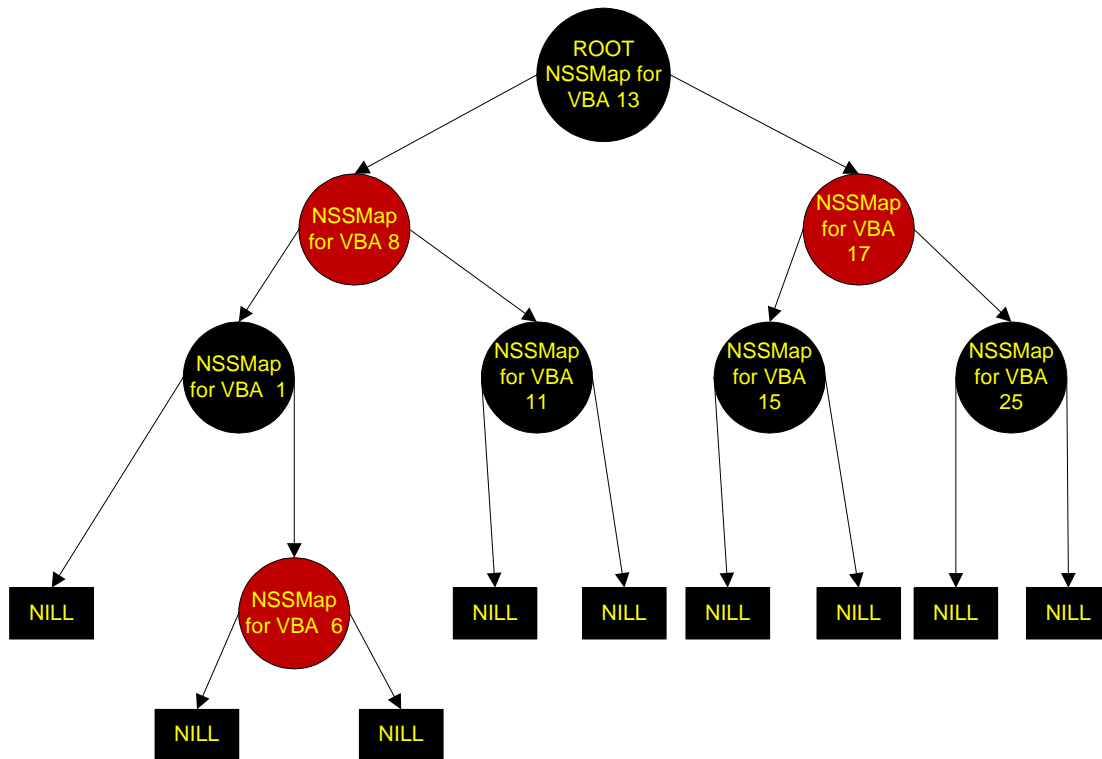 ROOT
NSSMap for
VBA 13
NSSMap
for VBA 8
NSSMap
for VBA
17
NSSMap
for VBA 1
NSSMap
for VBA
11
NSSMap
for VBA
15
NSSMap
for VBA
25
NILL
NSSMap
for VBA 6
NILL
NILL
NILL
NILL
NILL
NILL
NILL
NILL